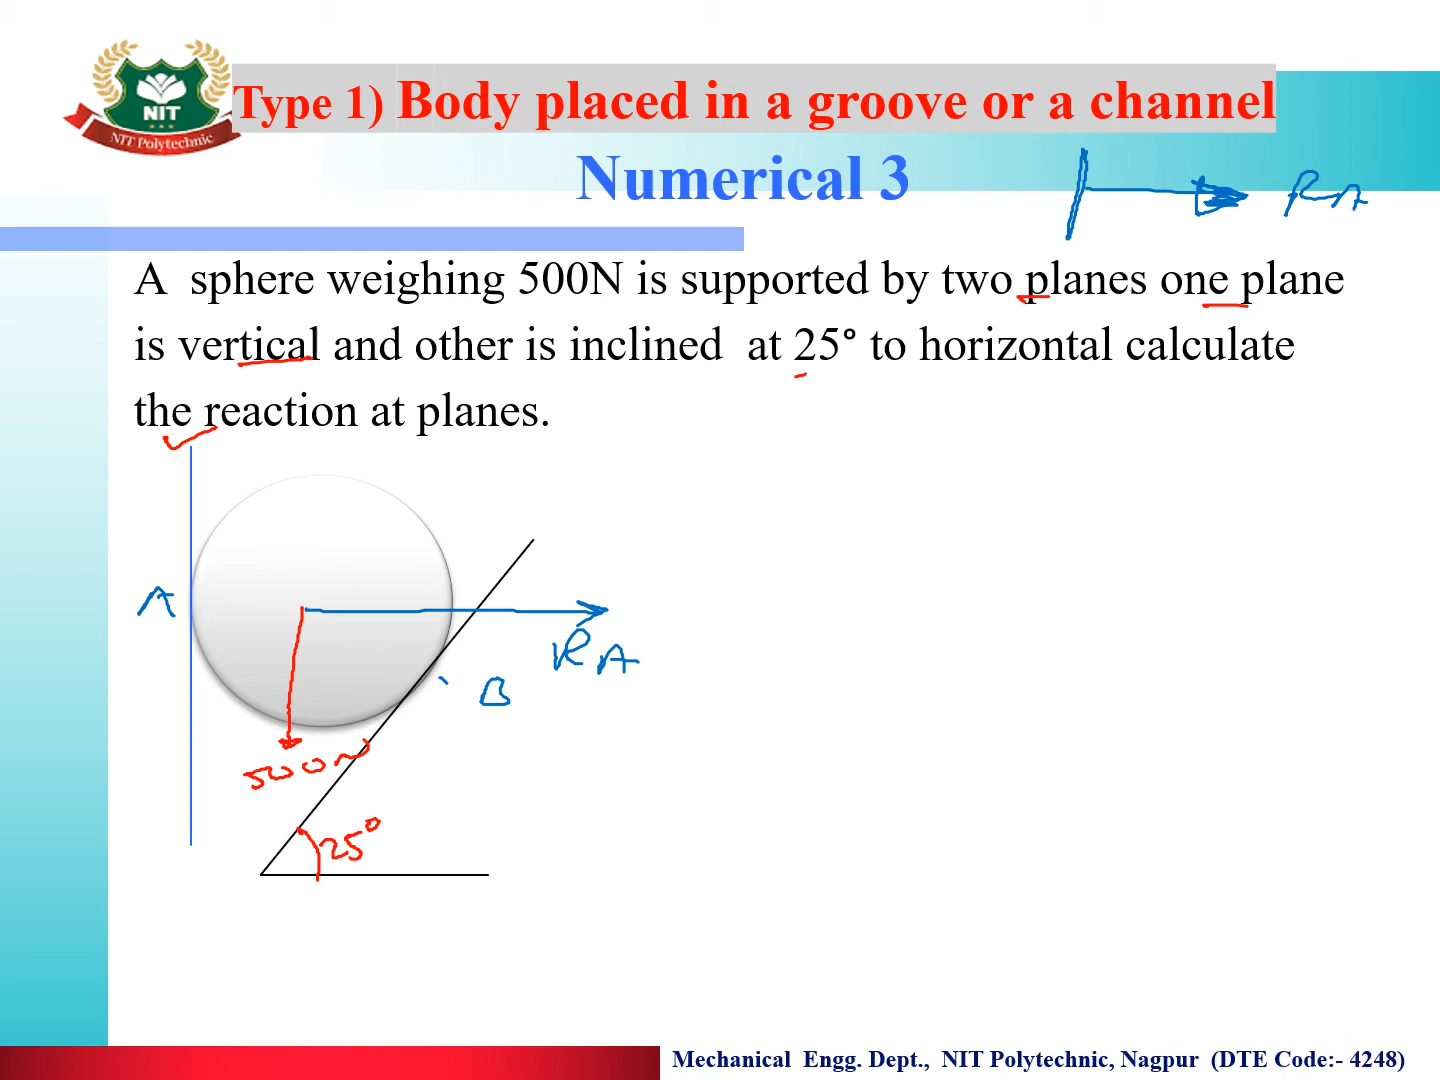 NIT
NIT Polytechnic
Type 1) Body placed in a groove or a channel
Numerical 3
RA
A sphere weighing 500N is supported by two planes one plane
is vertical and other is inclined at 25° to horizontal calculate
the reaction at planes.
A
RA
B
500N
25°
Mechanical Engg. Dept., NIT Polytechnic, Nagpur (DTE Code:- 4248)